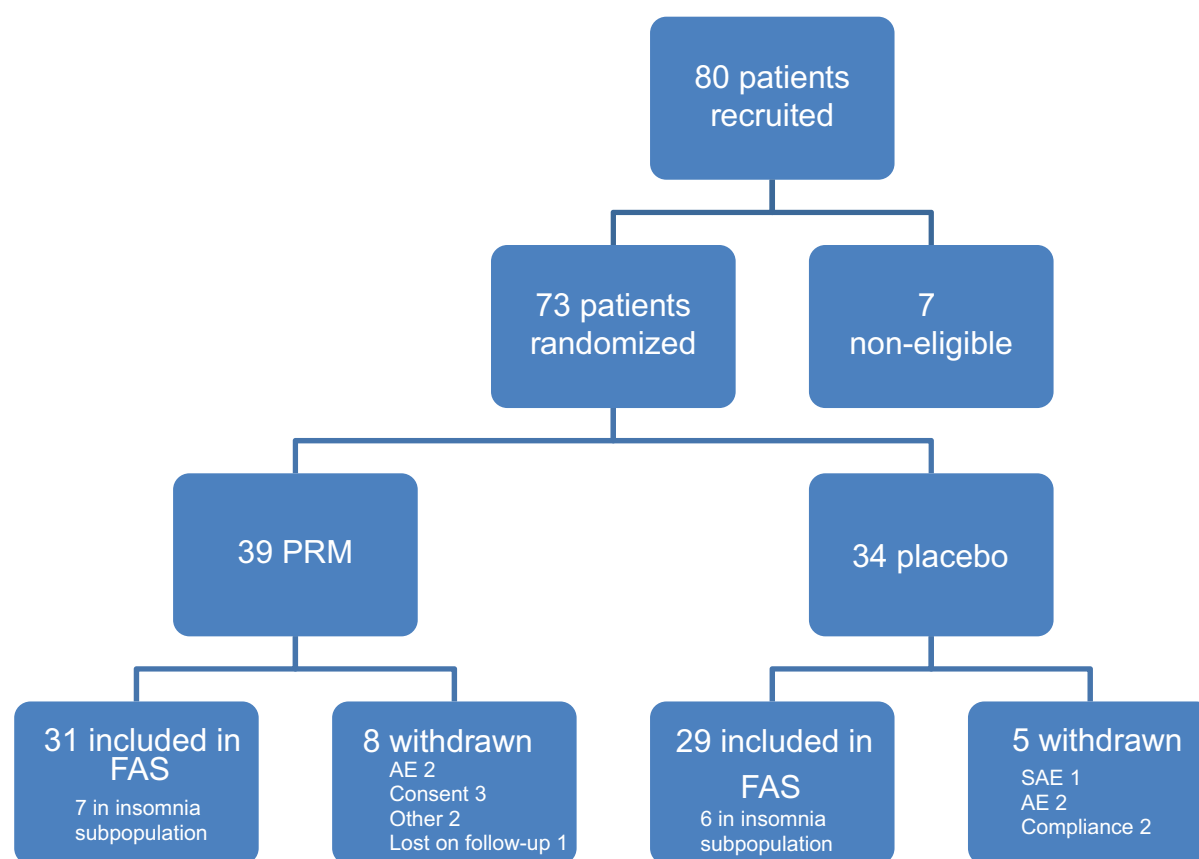 80 patients
recruited
73 patients
randomized
7
non-eligible
39 PRM
34 placebo
31 included in
FAS
7 in insomnia
subpopulation
8 withdrawn
AE 2
Consent 3
Other 2
Lost on follow-up 1
29 included in
FAS
6 in insomnia
subpopulation
5 withdrawn
SAE 1
AE 2
Compliance 2